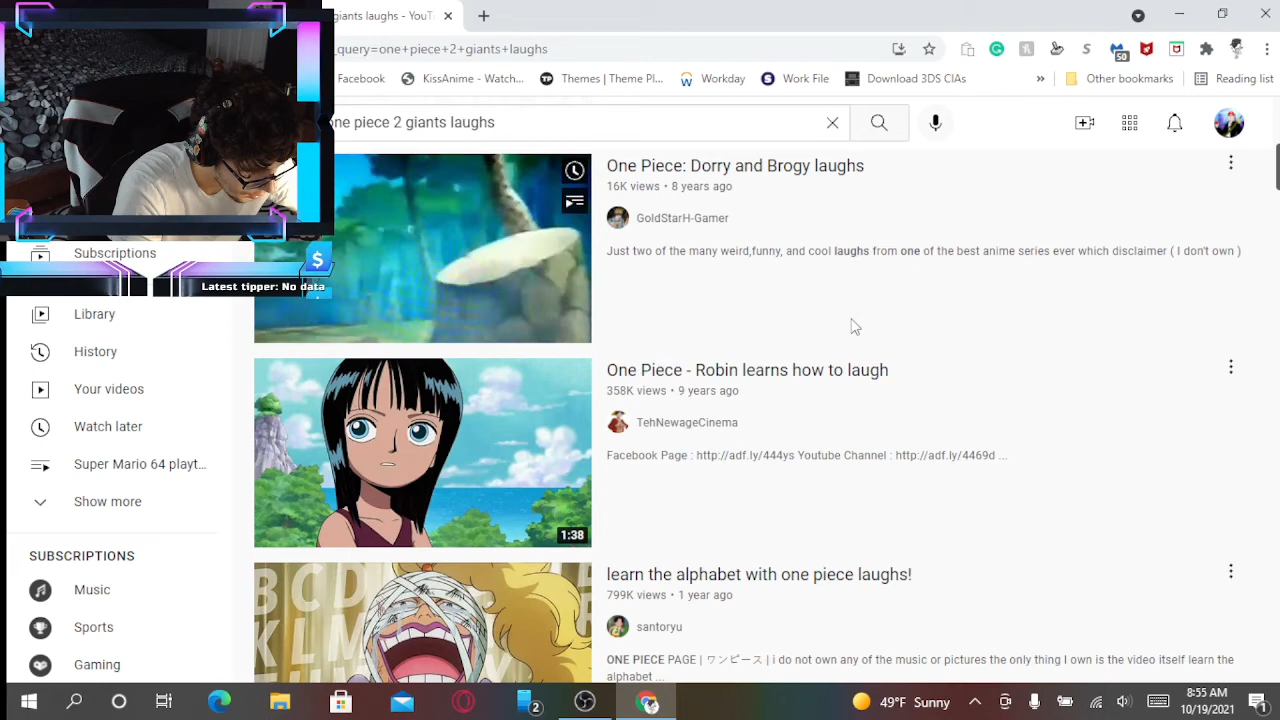 giants laughs - YouT
_query=one+piece+2+giants+laughs
50
Facebook
KissAnime - Watch...
TP
Themes | Theme Pl...
Workday
S
Work File
Download 3DS CIAs
»
Other bookmarks
Reading list
one piece 2 giants laughs
One Piece: Dorry and Brogy laughs
16K views • 8 years ago
GoldStarH-Gamer
Just two of the many weird,funny, and cool laughs from one of the best anime series ever which disclaimer ( I don't own )
Subscriptions
$
Latest tipper: No data
Library
History
Your videos
Watch later
Super Mario 64 playt...
Show more
SUBSCRIPTIONS
Music
Sports
Gaming
One Piece - Robin learns how to laugh
358K views • 9 years ago
TehNewageCinema
Facebook Page : http://adf.ly/444ys Youtube Channel : http://adf.ly/4469d ...
1:38
learn the alphabet with one piece laughs!
799K views • 1 year ago
santoryu
ONE PIECE PAGE | ワンピース | i do not own any of the music or pictures the only thing I own is the video itself learn the
alphabet ...
BCD
KLM
2
49°F Sunny
8:55 AM
10/19/2021
1